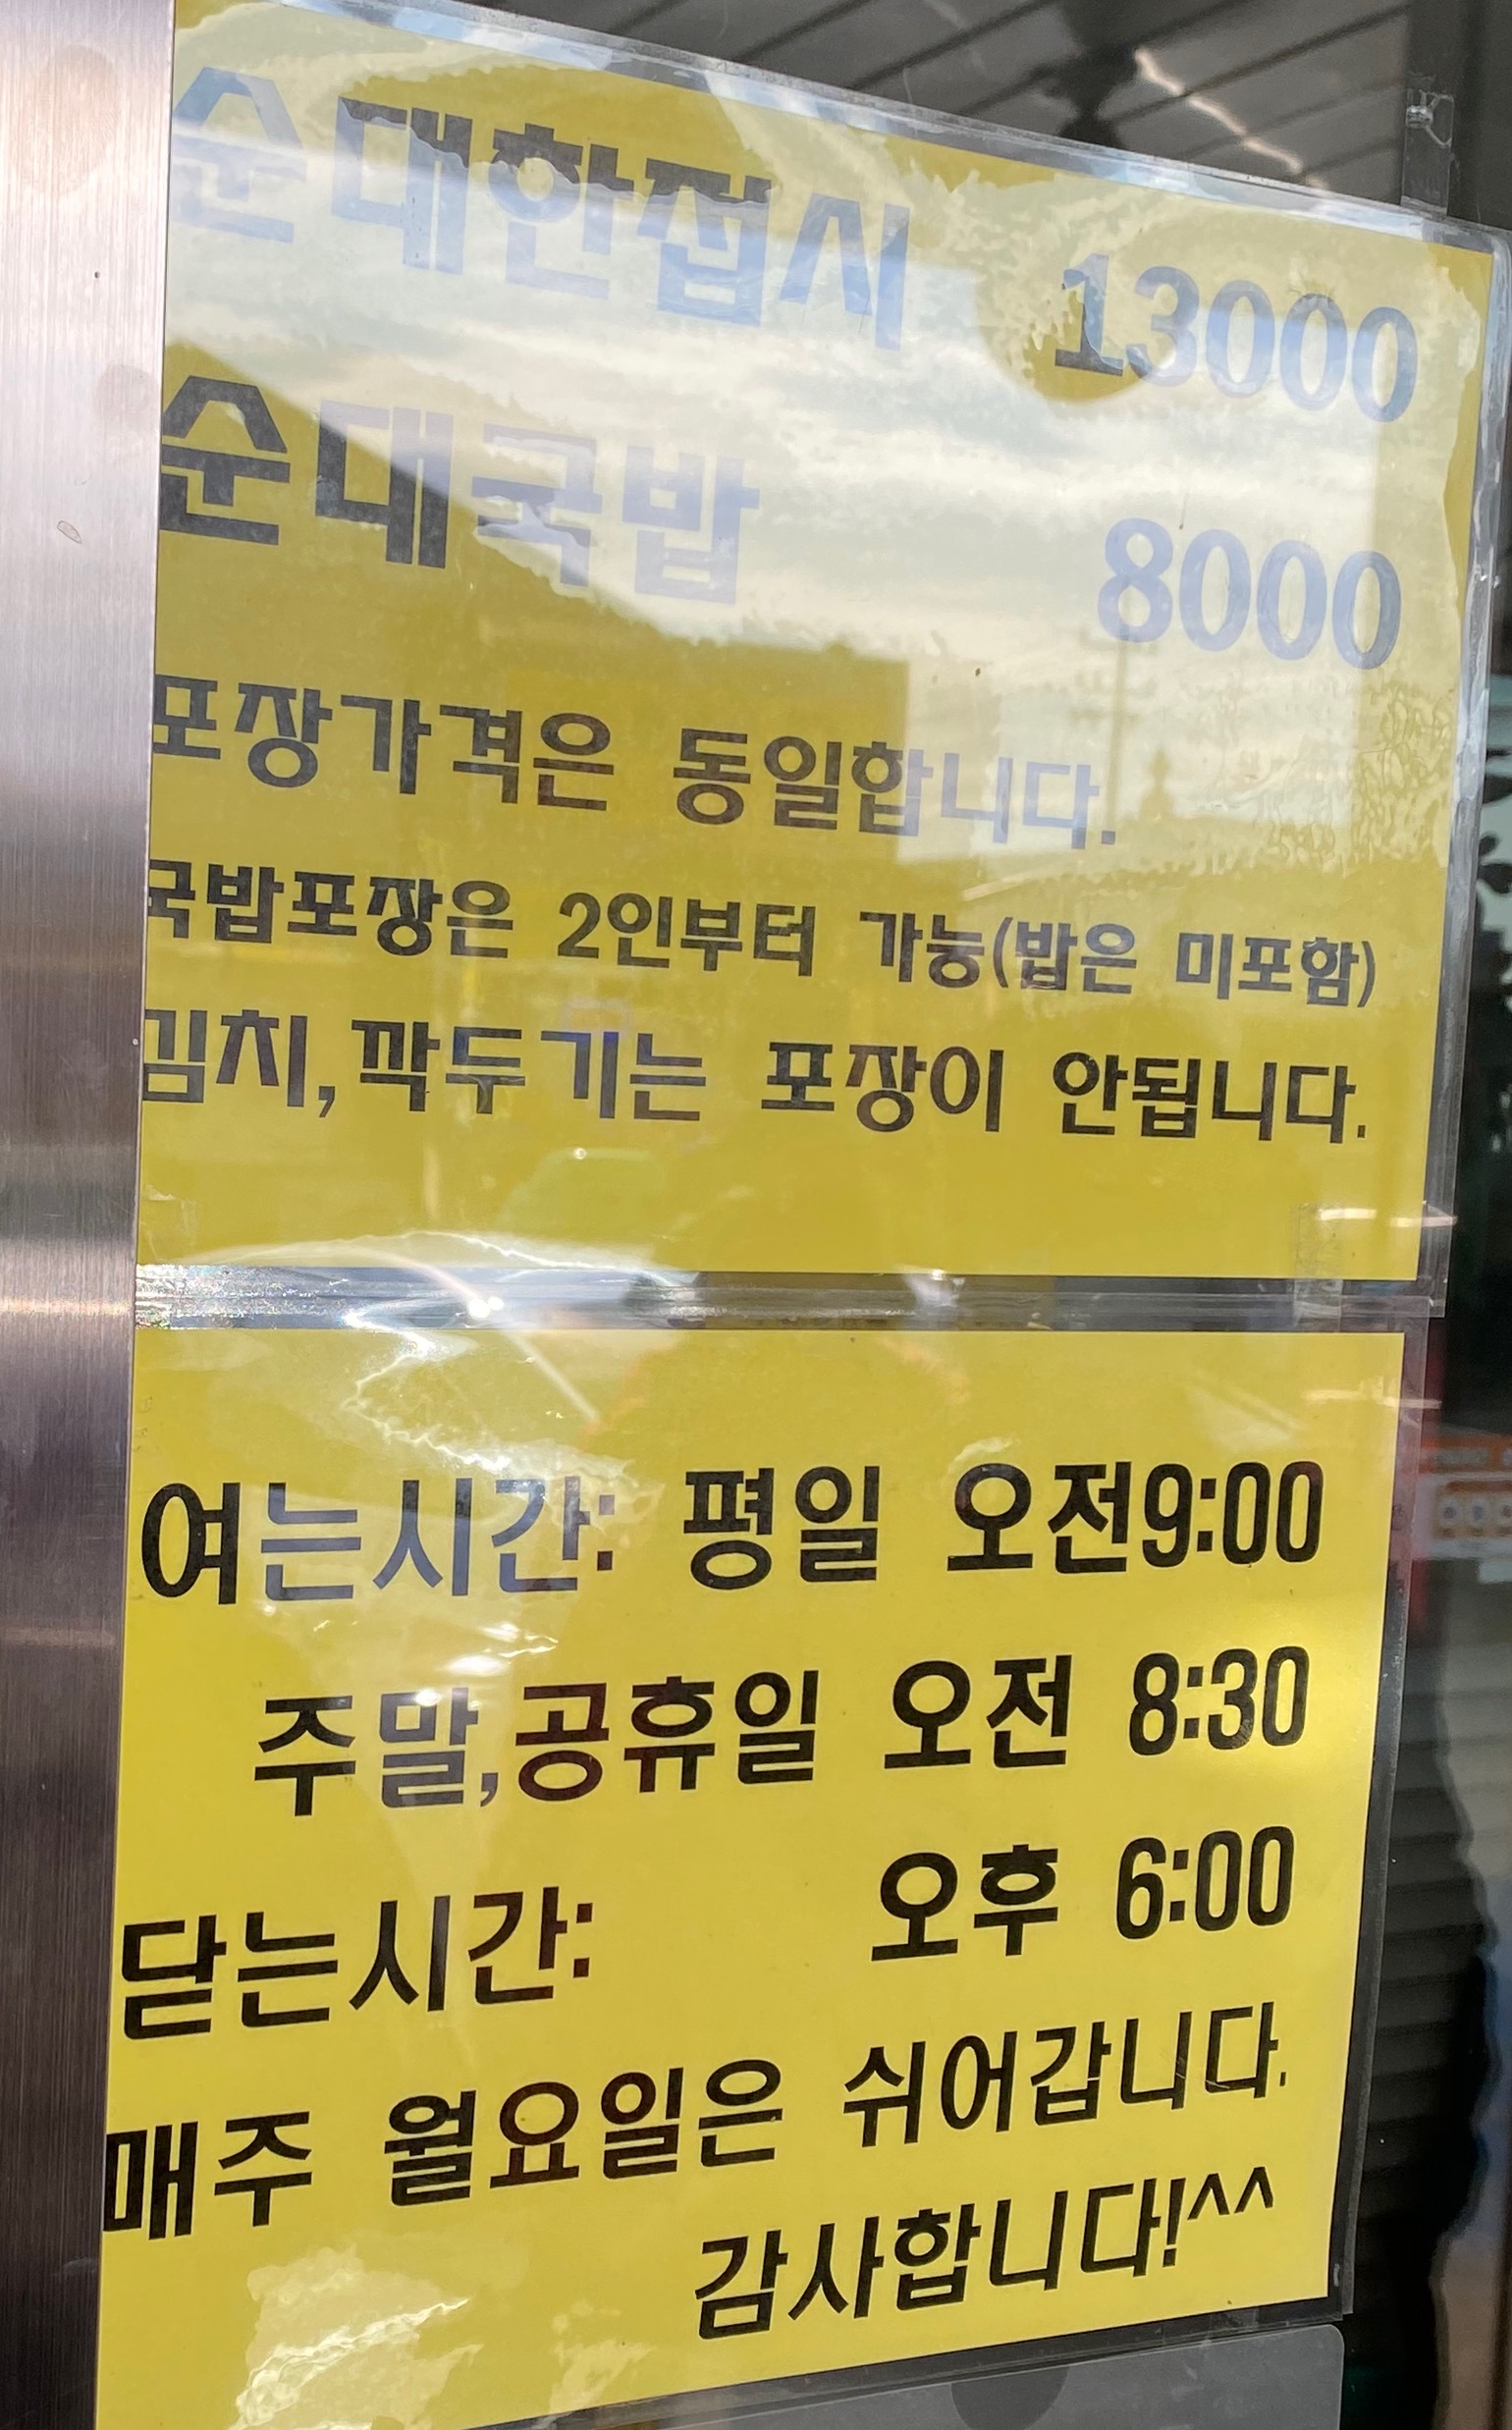 순대한접시 13000
순대국밥 8000
포장가격은 동일합니다.
국밥포장은 2인부터 가능(밥은 미포함)
김치,깍두기는 포장이 안됩니다.
여는시간: 평일 오전9:00
주말,공휴일 오전 8:30
닫는시간: 오후 6:00
매주 월요일은 쉬어갑니다.
감사합니다!^^